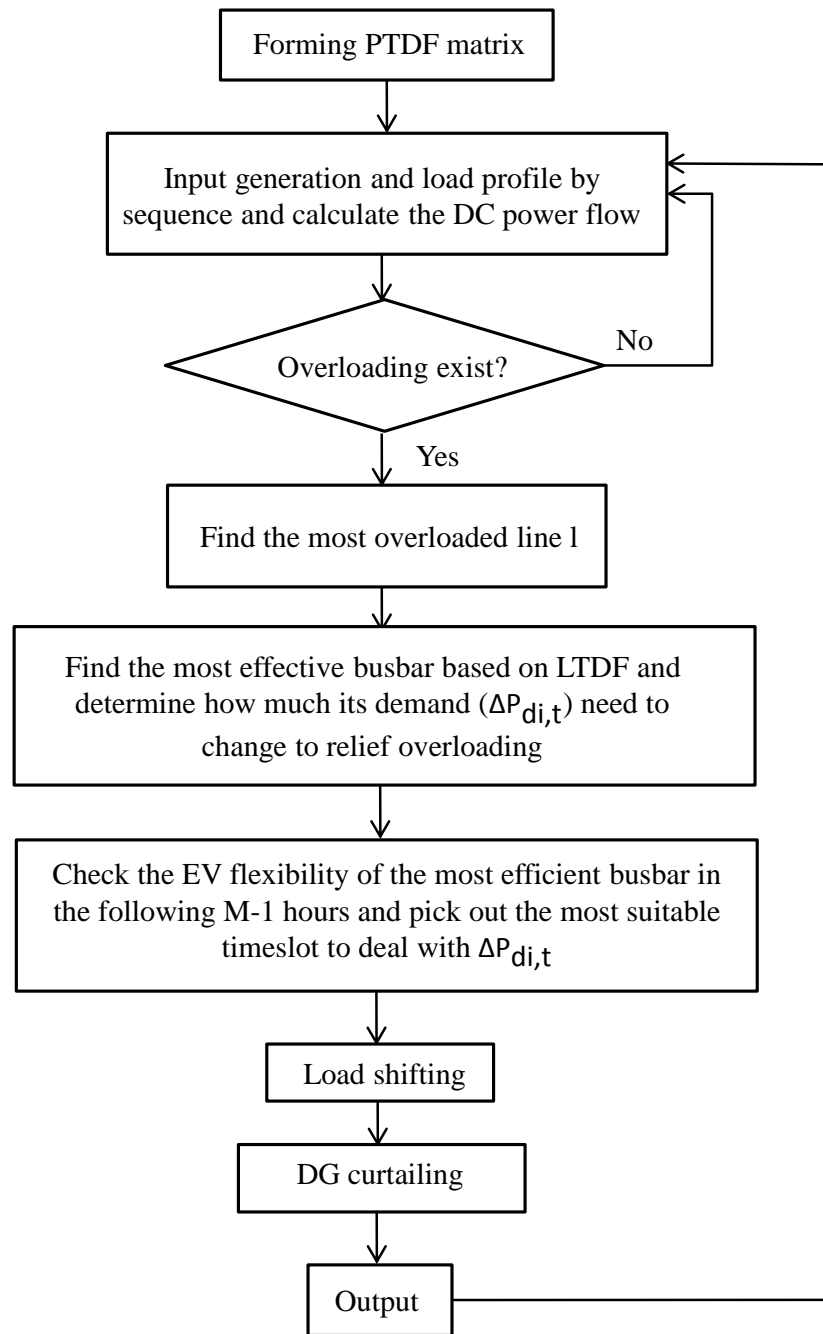 Forming PTDF matrix
Input generation and load profile by
sequence and calculate the DC power flow
Overloading exist?
No
Yes
Find the most overloaded line l
Find the most effective busbar based on LTDF and
determine how much its demand (ΔPdi,t) need to
change to relief overloading
Check the EV flexibility of the most efficient busbar in
the following M-1 hours and pick out the most suitable
timeslot to deal with ΔPdi,t
Load shifting
DG curtailing
Output